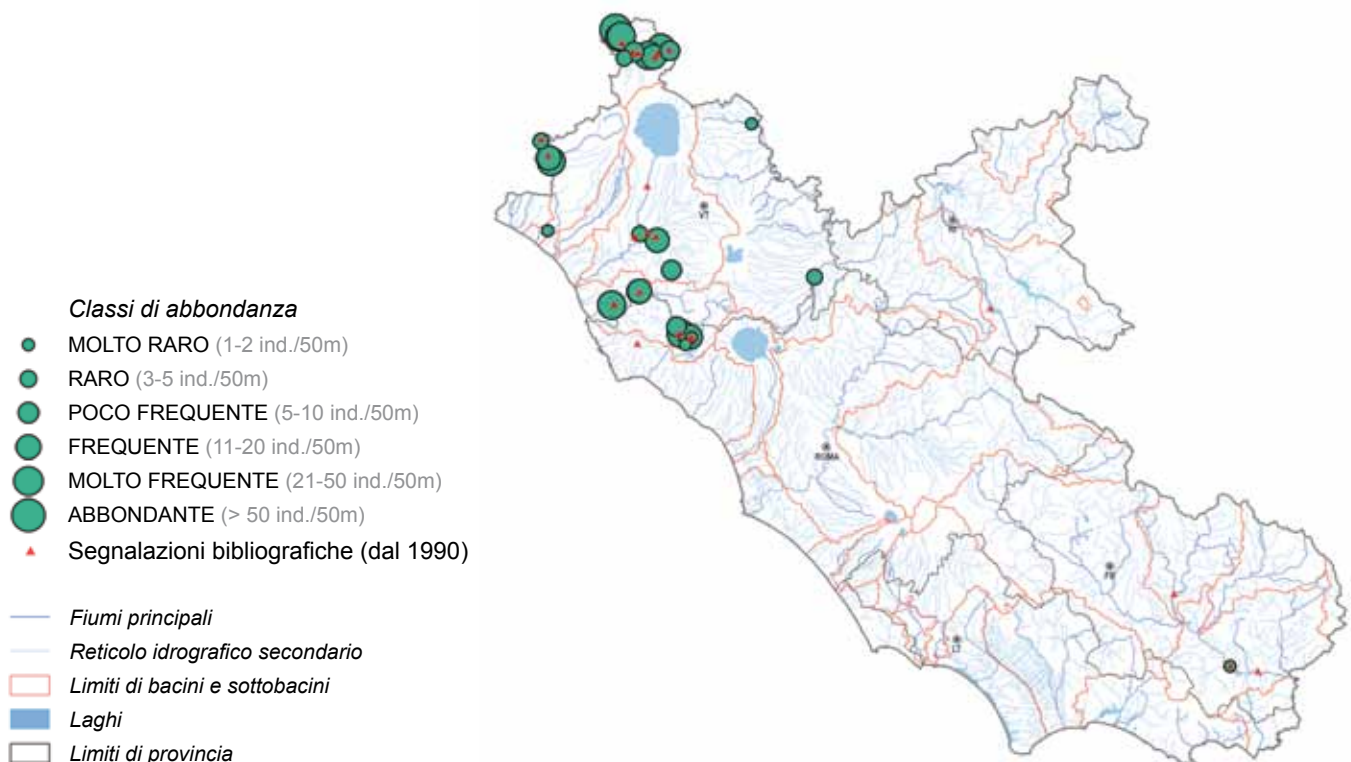 Classi di abbondanza
MOLTO RARO (1-2 ind./50m)
RARO (3-5 ind./50m)
POCO FREQUENTE (5-10 ind./50m)
FREQUENTE (11-20 ind./50m)
MOLTO FREQUENTE (21-50 ind./50m)
ABBONDANTE (> 50 ind./50m)
Segnalazioni bibliografiche (dal 1990)
Fiumi principali
Reticolo idrografico secondario
Limiti di bacini e sottobacini
Laghi
Limiti di provincia
VT
ROMA
FR
LT